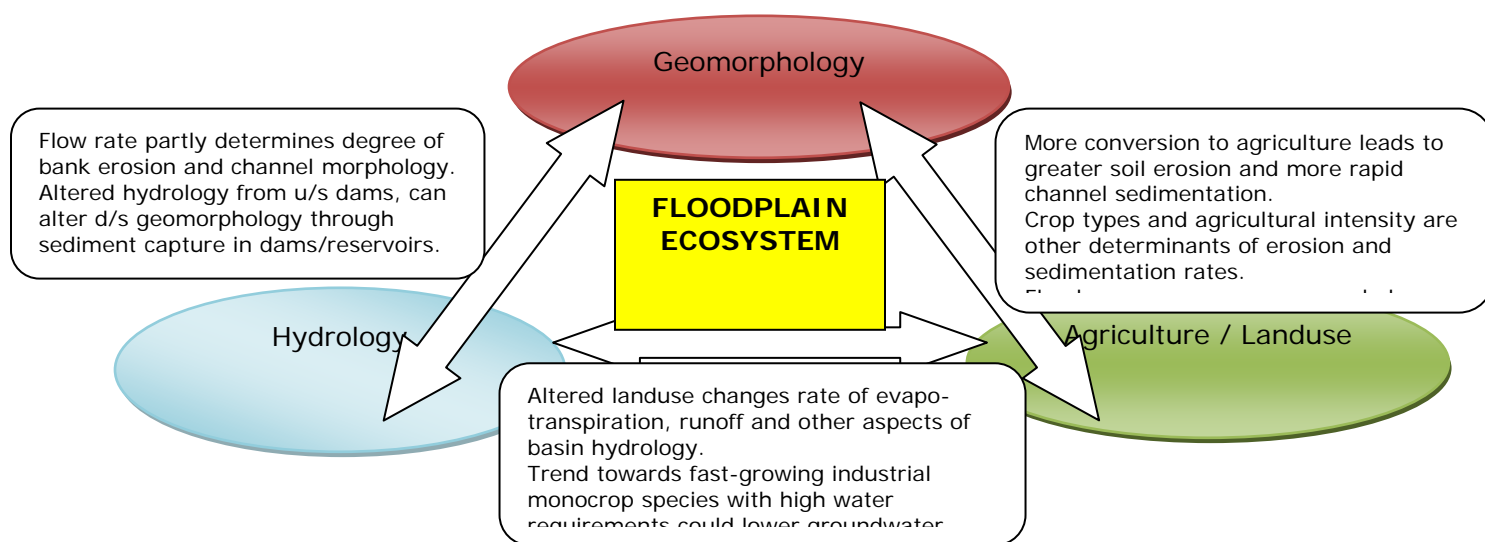 Geomorphology
Flow rate partly determines degree of
bank erosion and channel morphology.
Altered hydrology from u/s dams, can
alter d/s geomorphology through
sediment capture in dams/reservoirs.
More conversion to agriculture leads to
greater soil erosion and more rapid
channel sedimentation.
Crop types and agricultural intensity are
other determinants of erosion and
sedimentation rates.
FLOODPLAIN
ECOSYSTEM
Hydrology
Agriculture / Landuse
Altered landuse changes rate of evapo-
transpiration, runoff and other aspects of
basin hydrology.
Trend towards fast-growing industrial
monocrop species with high water
requirements could lower groundwater